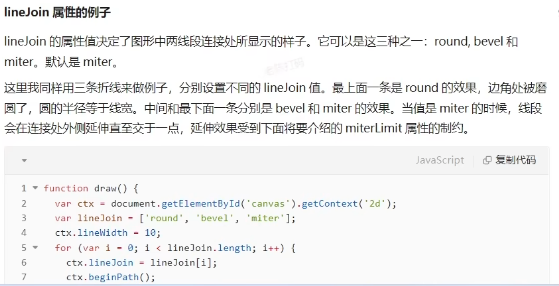 lineJoin 属性的例子
lineJoin 的属性值决定了图形中两线段连接处所显示的样子。它可以是这三种之一：round, bevel 和
miter。默认是 miter。
这里我同样用三条折线来做例子，分别设置不同的 lineJoin 值。最上面一条是 round 的效果，边角处被磨
圆了，圆的半径等于线宽。中间和最下面一条分别是 bevel 和 miter 的效果。当值是 miter 的时候，线段
会在连接处外侧延伸直至交于一点，延伸效果受到下面将要介绍的 miterLimit 属性的制约。
JavaScript 复制代码
1 function draw() {
2 var ctx = document.getElementById('canvas').getContext('2d');
3 var lineJoin = ['round', 'bevel', 'miter'];
4 ctx.lineWidth = 10;
5 for (var i = 0; i < lineJoin.length; i++) {
6 ctx.lineJoin = lineJoin[i];
7 ctx.beginPath();